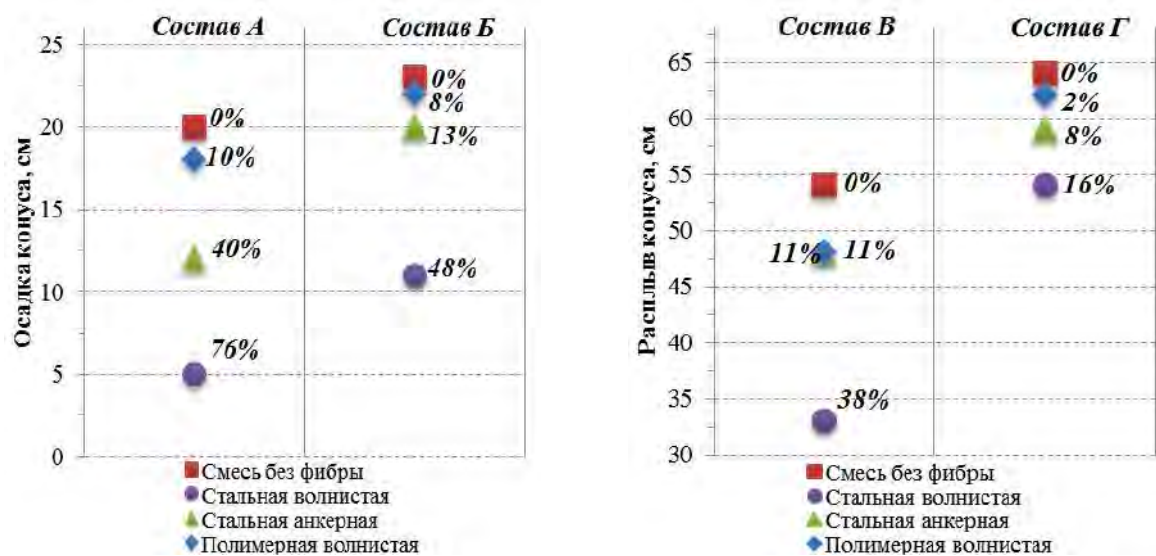 Состав А
Состав Б
Осадка конуса, см
25
20
15
10
5
0
0%
10%
40%
76%
0%
8%
13%
48%
Смесь без фибры
Стальная волнистая
Стальная анкерная
Полимерная волнистая
Состав В
Состав Г
Расплыв конуса, см
65
60
55
50
45
40
35
30
0%
11%
11%
38%
0%
2%
8%
16%
Смесь без фибры
Стальная волнистая
Стальная анкерная
Полимерная волнистая